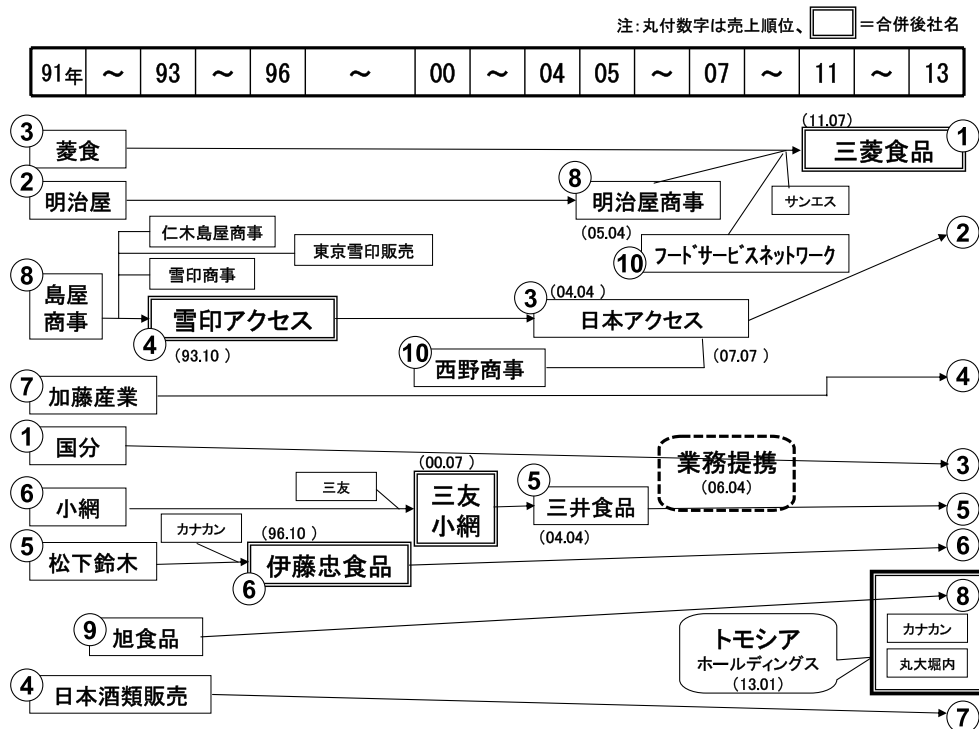 注：丸付数字は売上順位、 ＝合併後社名
91年 ～ 93 ～ 96 ～ 00 ～ 04 05 ～ 07 ～ 11 ～ 13
(11.07)
③ 菱食 三菱食品 ①
② 明治屋 ⑧ 明治屋商事 サンエス
(05.04)
仁木島屋商事
東京雪印販売 ⑩ フードサービスネットワーク ②
雪印商事
⑧ 島屋
商事
雪印アクセス ③ (04.04) 日本アクセス
④ (93.10 )
⑩ 西野商事 (07.07 )
⑦ 加藤産業 ④
① 国分 ③
業務提携
(06.04)
(00.07 )
⑥ 小網 三友 三友
小網
⑤ 三井食品 ⑤
(04.04)
⑤ 松下鈴木 カナカン (96.10 ) 伊藤忠食品 ⑥
⑥
⑨ 旭食品 ⑧
カナカン
丸大堀内
トモシア
ホールディングス
(13.01)
④ 日本酒類販売 ⑦